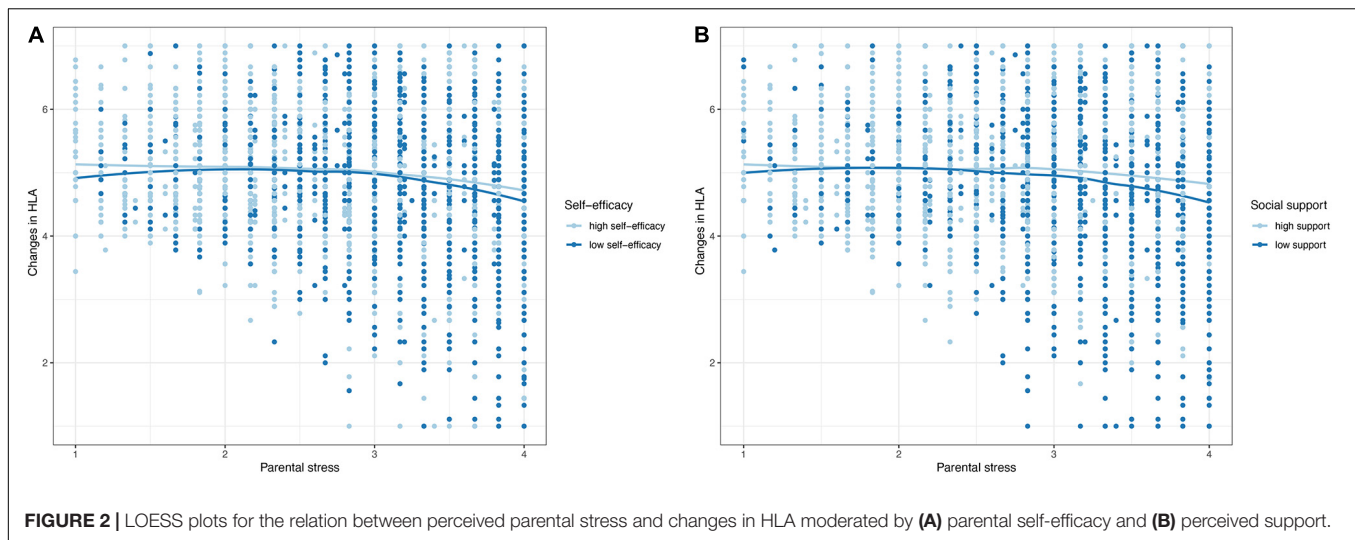 A
Changes in HLA
6
4
2
1 2 3 4
Parental stress
Self-efficacy
high self-efficacy
low self-efficacy
B
Changes in HLA
6
4
2
1 2 3 4
Parental stress
Social support
high support
low support
FIGURE 2 | LOESS plots for the relation between perceived parental stress and changes in HLA moderated by (A) parental self-efficacy and (B) perceived support.